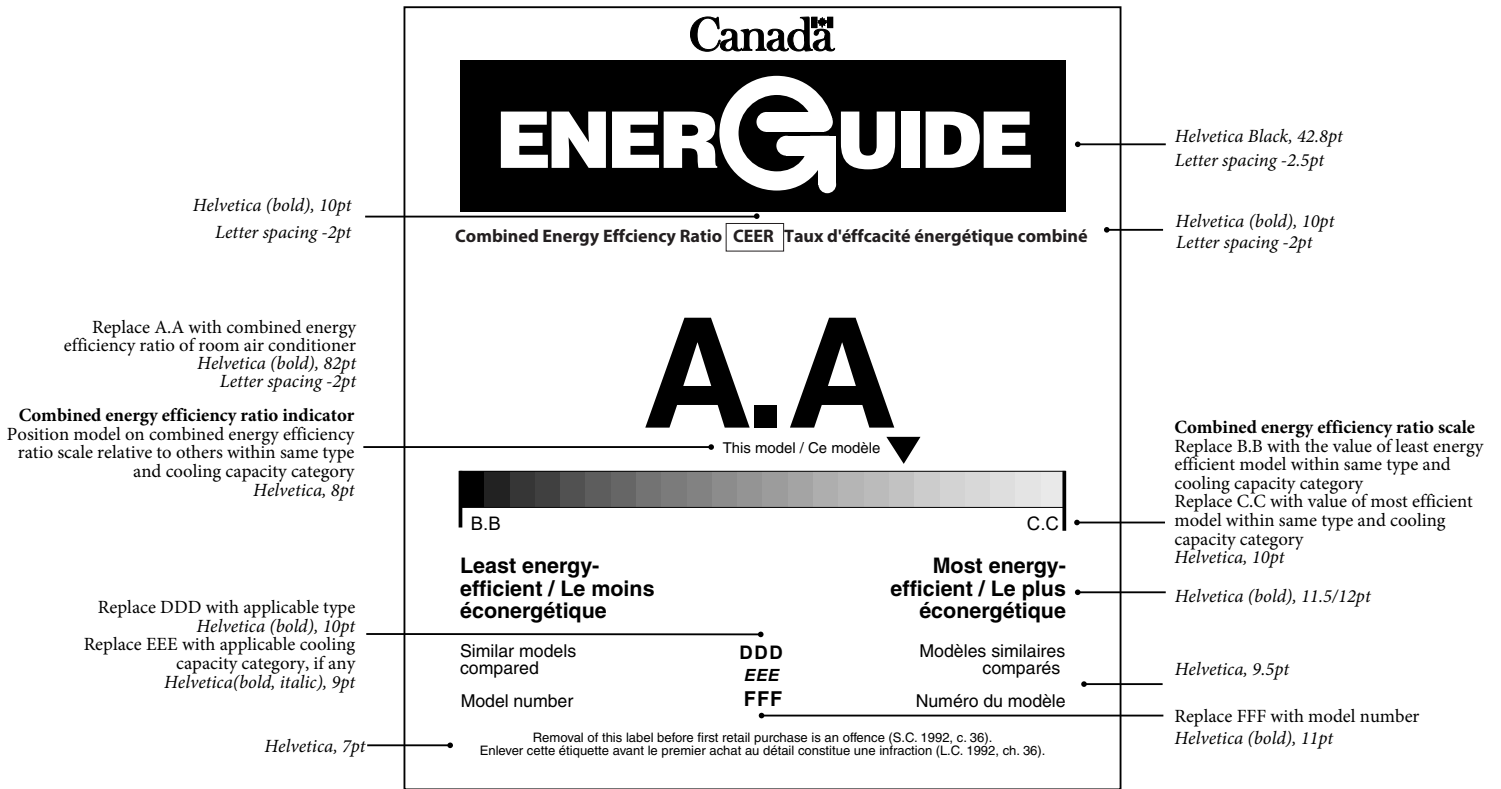 Canada
ENERGUIDE
Helvetica Black, 42.8pt
Letter spacing -2.5pt
Helvetica (bold), 10pt
Letter spacing -2pt
Combined Energy Effciency Ratio CEER Taux d'éffcacité énergétique combiné
Helvetica (bold), 10pt
Letter spacing -2pt
Replace A.A with combined energy
efficiency ratio of room air conditioner
Helvetica (bold), 82pt
Letter spacing -2pt
A.A
Combined energy efficiency ratio indicator
Position model on combined energy efficiency
ratio scale relative to others within same type
and cooling capacity category
Helvetica, 8pt
This model / Ce modèle
B.B
C.C
Combined energy efficiency ratio scale
Replace B.B with the value of least energy
efficient model within same type and
cooling capacity category
Replace C.C with value of most efficient
model within same type and cooling
capacity category
Helvetica, 10pt
Least energy-
efficient / Le moins
éconergétique
Most energy-
efficient / Le plus
éconergétique
Helvetica (bold), 11.5/12pt
Replace DDD with applicable type
Helvetica (bold), 10pt
Replace EEE with applicable cooling
capacity category, if any
Helvetica(bold, italic), 9pt
Similar models
compared
DDD
EEE
Modèles similaires
comparés
Helvetica, 9.5pt
Model number
FFF
Numéro du modèle
Replace FFF with model number
Helvetica (bold), 11pt
Helvetica, 7pt
Removal of this label before first retail purchase is an offence (S.C. 1992, c. 36).
Enlever cette étiquette avant le premier achat au détail constitue une infraction (L.C. 1992, ch. 36).